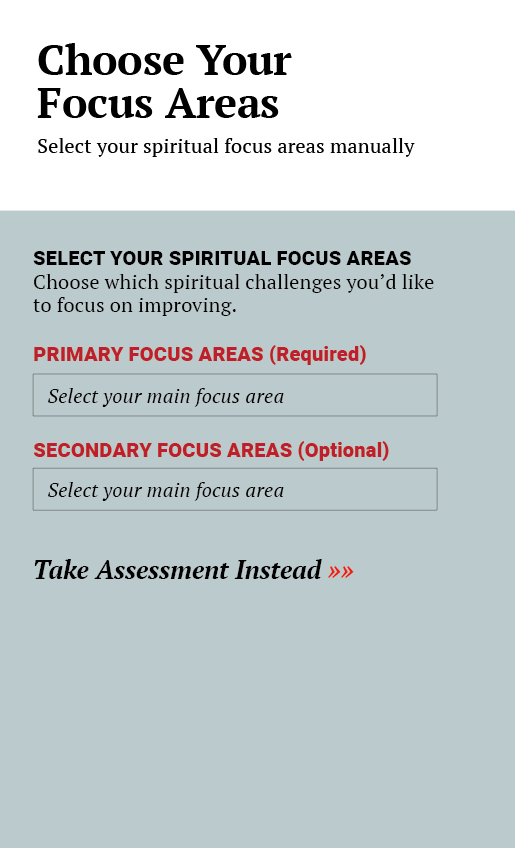 Choose Your
Focus Areas
Select your spiritual focus areas manually
SELECT YOUR SPIRITUAL FOCUS AREAS
Choose which spiritual challenges you’d like
to focus on improving.
PRIMARY FOCUS AREAS (Required)
Select your main focus area
SECONDARY FOCUS AREAS (Optional)
Select your main focus area
Take Assessment Instead »»